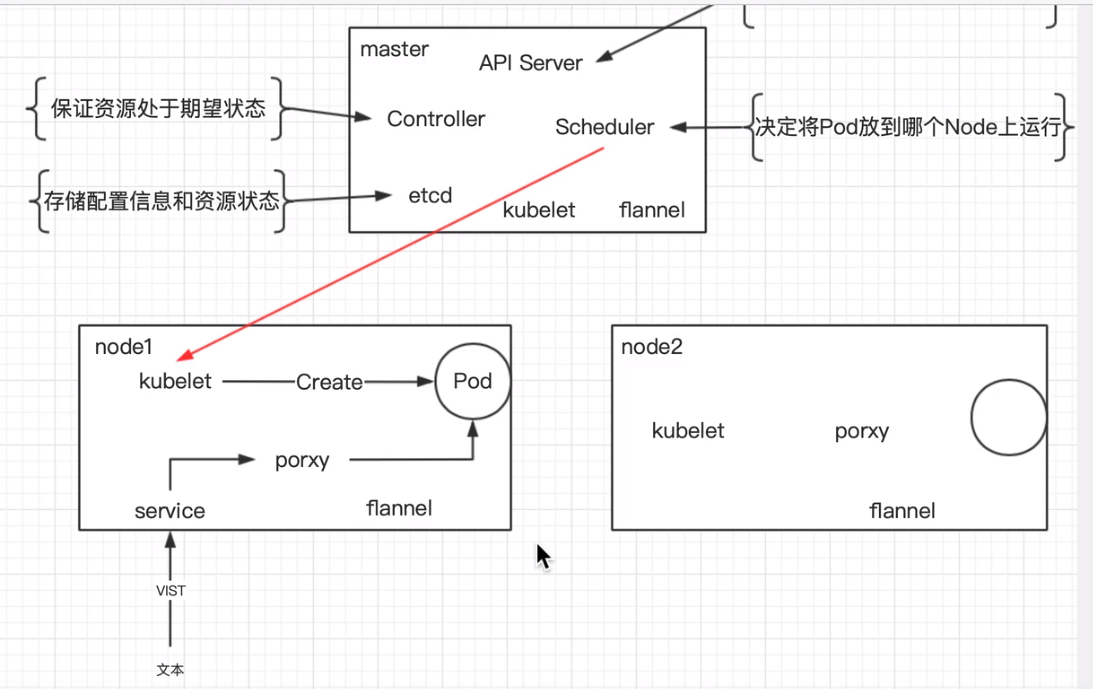 master
API Server
保证资源处于期望状态
Controller
Scheduler
决定将Pod放到哪个Node上运行
存储配置信息和资源状态
etcd
kubelet
flannel
node1
kubelet
Create
Pod
porxy
service
flannel
VIST
文本
node2
kubelet
porxy
flannel